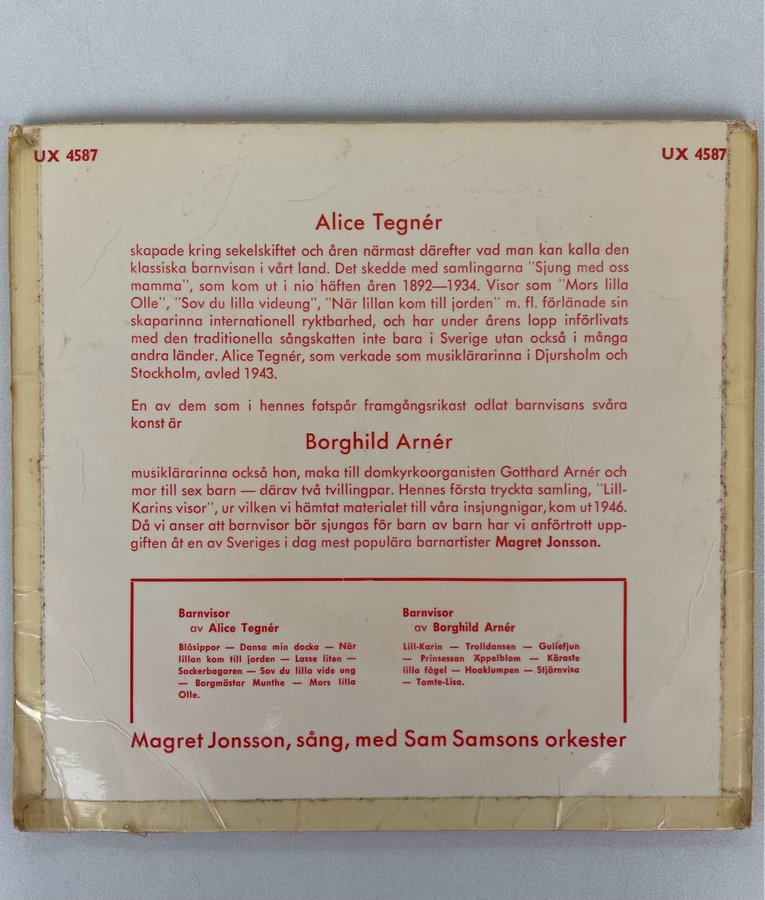 UX 4587
UX 4587
Alice Tegnér
skapade kring sekelskiftet och åren närmast därefter vad man kan kalla den
klassiska barnvisan i vårt land. Det skedde med samlingarna "Sjung med oss
mamma", som kom ut i nio häften åren 1892—1934. Visor som "Mors lilla
Olle", "Sov du lilla videung", "När lillan kom till jorden" m. fl. förlänade sin
skaparinna internationell ryktbarhed, och har under årens lopp införlivats
med den traditionella sångskatten inte bara i Sverige utan också i många
andra länder. Alice Tegnér, som verkade som musiklärarinna i Djursholm och
Stockholm, avled 1943.
En av dem som i hennes fotspår framgångsrikast odlat barnvisans svåra
konst är
Borghild Arnér
musiklärarinna också hon, maka till domkyrkoorganisten Gotthard Arnér och
mor till sex barn — därav två tvillingpar. Hennes första tryckta samling, "Lill-
Karins visor", ur vilken vi hämtat materialet till våra insjungnigar, kom ut 1946.
Då vi anser att barnvisor bör sjungas för barn av barn har vi anförtrott upp-
giften åt en av Sveriges i dag mest populära barnartister Magret Jonsson.
Barnvisor
av Alice Tegnér
Blåsippor — Dansa min docka — När
lillan kom till jorden — Lasse liten —
Sockerbagaren — Sov du lilla vide ung
— Borgmästar Munthe — Mors lilla
Olle.
Barnvisor
av Borghild Arnér
Lill-Karin — Trolldansen — Gullefjun
— Prinsessan Äppelblom — Käraste
lilla fågel — Hoaklumpen — Stjärnvisa
— Tomte-Lisa.
Magret Jonsson, sång, med Sam Samsons orkester